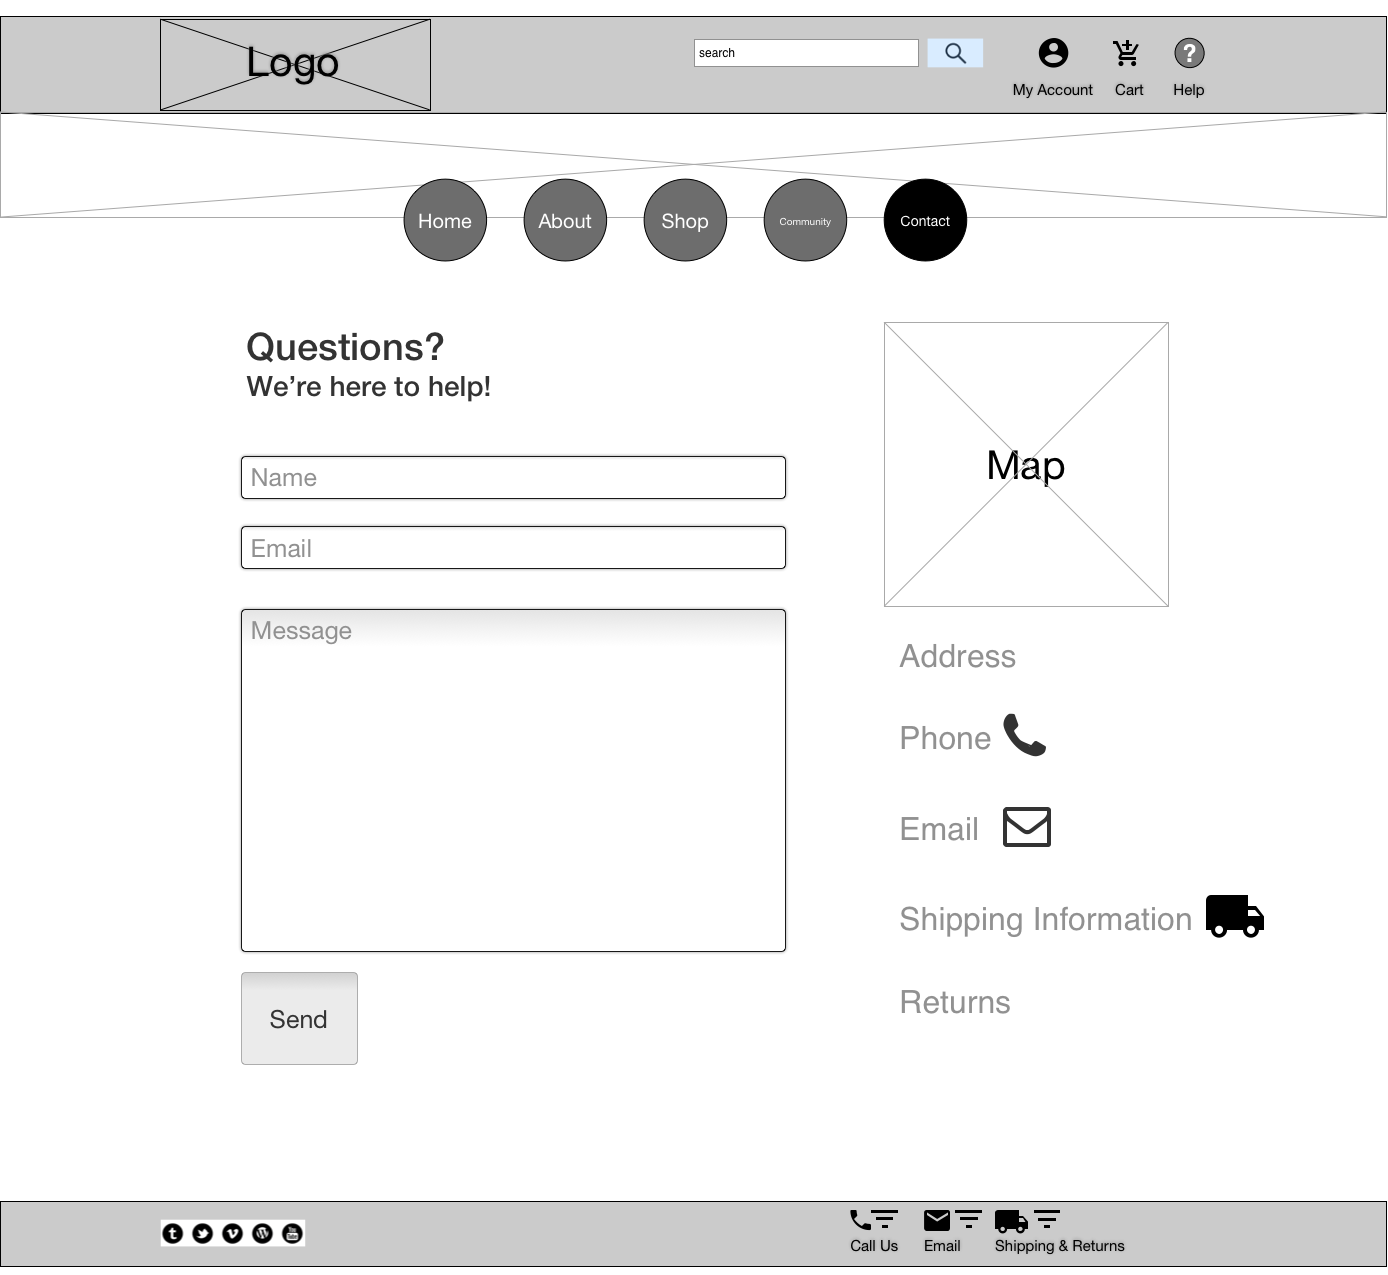 Logo
search
My Account
Cart
Help
Home
About
Shop
Community
Contact
Questions?
We’re here to help!
Name
Email
Message
Send
Map
Address
Phone
Email
Shipping Information
Returns
Call Us
Email
Shipping & Returns